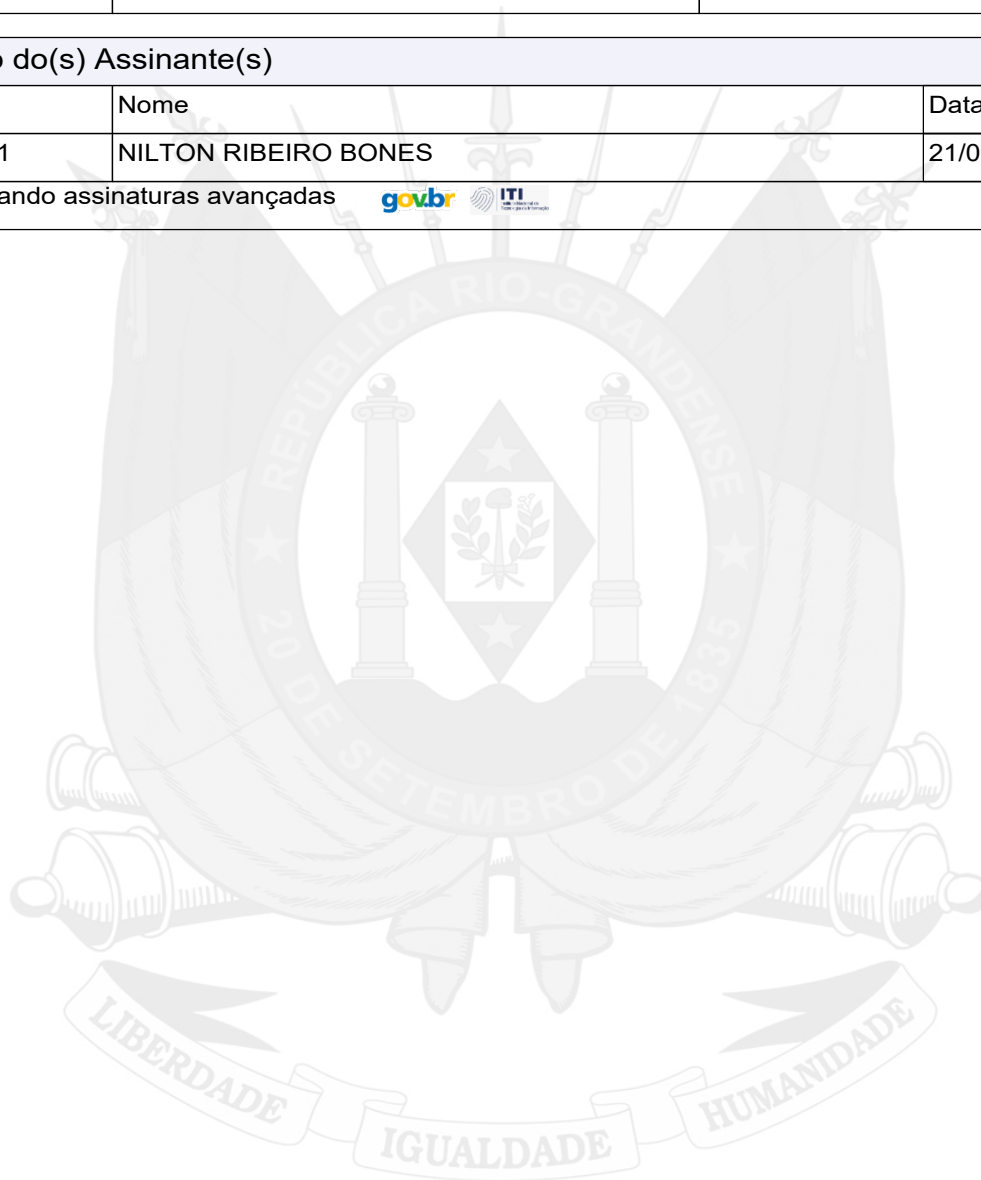 o do(s) Assinante(s)
Nome Data
1 NILTON RIBEIRO BONES 21/0
ando assinaturas avançadas gov.br ITI
REPÚBLICA RIO-GRANDENSE
20 DE SETEMBRO DE 1835
LIBERDADE IGUALDADE HUMANIDADE